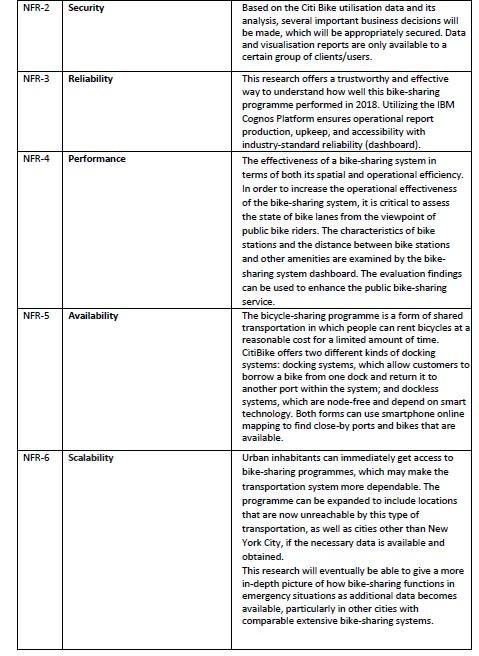 NFR-2 Security Based on the Citi Bike utilisation data and its
analysis, several important business decisions will
be made, which will be appropriately secured. Data
and visualisation reports are only available to a
certain group of clients/users.
NFR-3 Reliability This research offers a trustworthy and effective
way to understand how well this bike-sharing
programme performed in 2018. Utilizing the IBM
Cognos Platform ensures operational report
production, upkeep, and accessibility with
industry-standard reliability (dashboard).
NFR-4 Performance The effectiveness of a bike-sharing system in
terms of both its spatial and operational efficiency.
In order to increase the operational effectiveness
of the bike-sharing system, it is critical to assess
the state of bike lanes from the viewpoint of
public bike riders. The characteristics of bike
stations and the distance between bike stations
and other amenities are examined by the bike-
sharing system dashboard. The evaluation findings
can be used to enhance the public bike-sharing
service.
NFR-5 Availability The bicycle-sharing programme is a form of shared
transportation in which people can rent bicycles at a
reasonable cost for a limited amount of time.
CitiBike offers two different kinds of docking
systems: docking systems, which allow customers to
borrow a bike from one dock and return it to
another port within the system; and dockless
systems, which are node-free and depend on smart
technology. Both forms can use smartphone online
mapping to find close-by ports and bikes that are
available.
NFR-6 Scalability Urban inhabitants can immediately get access to
bike-sharing programmes, which may make the
transportation system more dependable. The
programme can be expanded to include locations
that are now unreachable by this type of
transportation, as well as cities other than New
York City, if the necessary data is available and
obtained.
This research will eventually be able to give a more
in-depth picture of how bike-sharing functions in
emergency situations as additional data becomes
available, particularly in other cities with
comparable extensive bike-sharing systems.